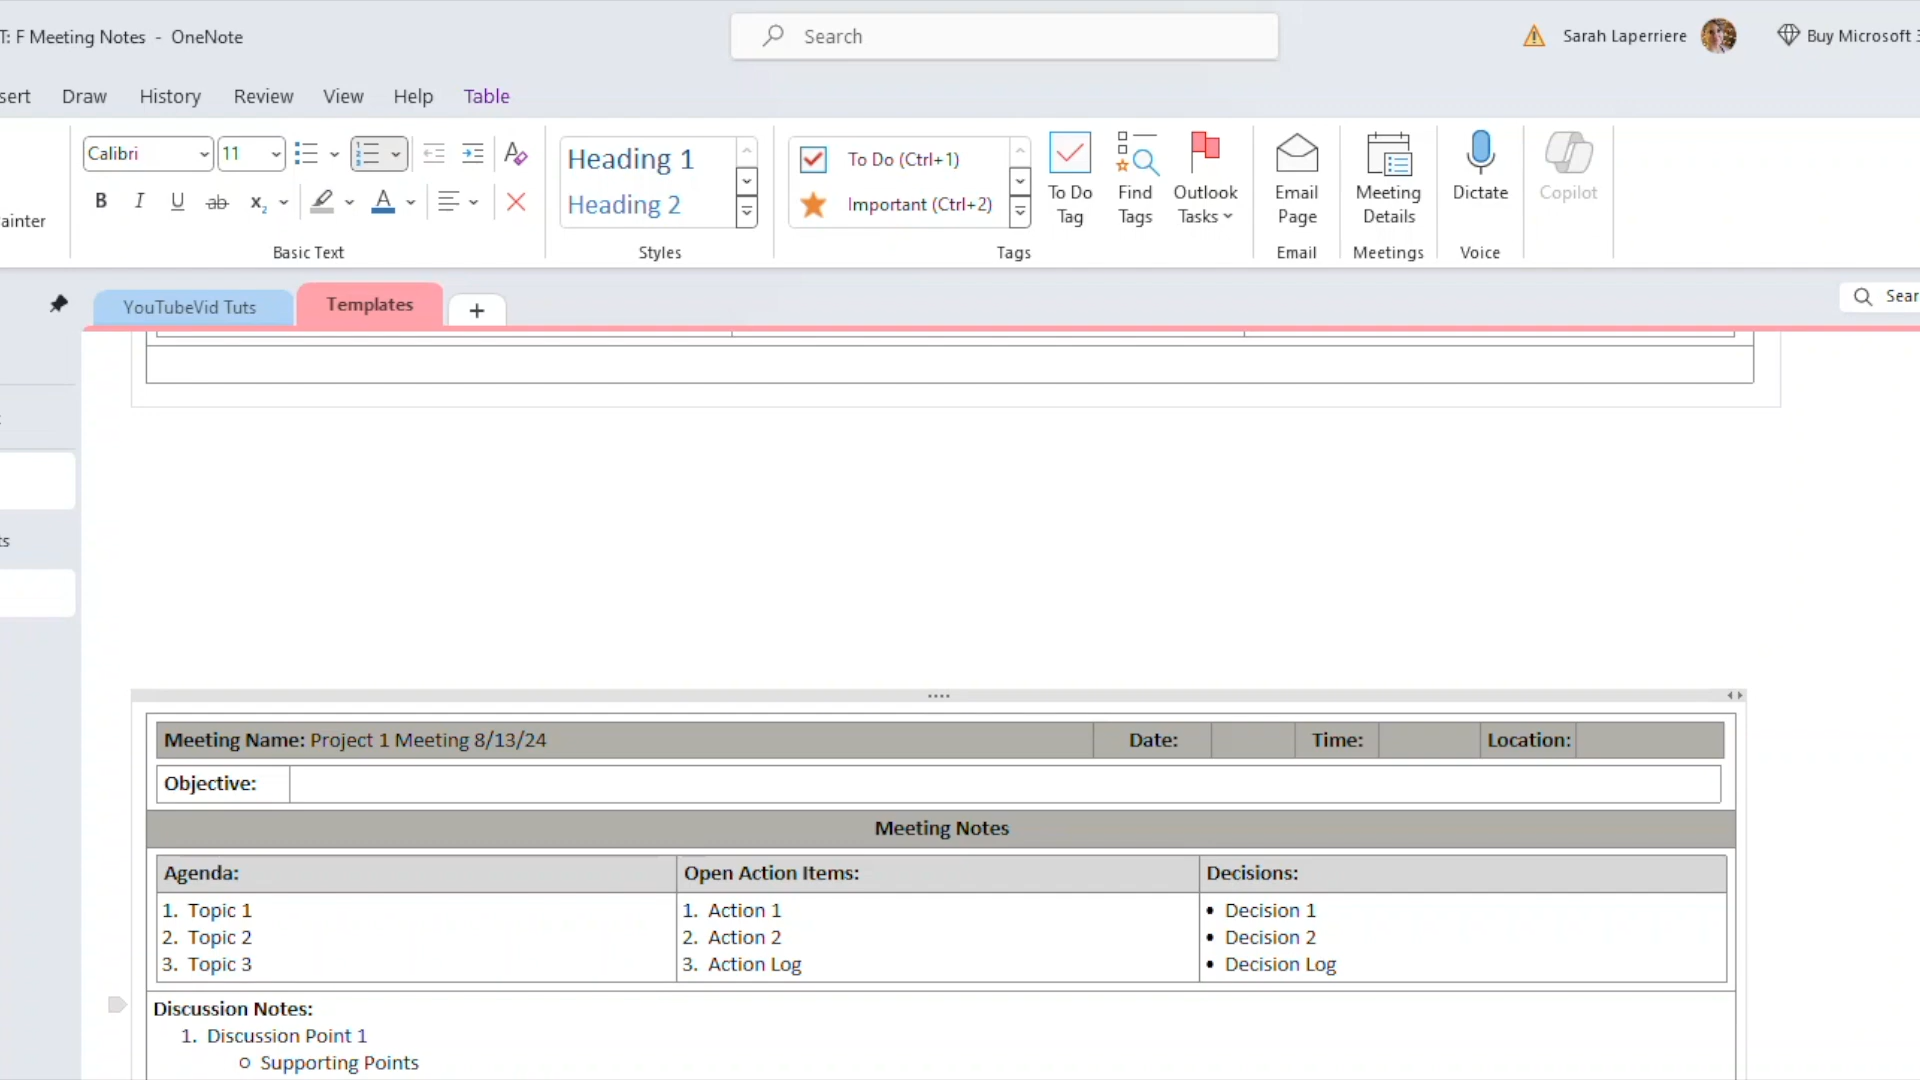 T: F Meeting Notes - OneNote
Search
Sarah Laperriere
Buy Microsoft 3
sert Draw History Review View Help Table
Calibri 11
Heading 1
Heading 2
To Do (Ctrl+1)
Important (Ctrl+2)
To Do Tag
Find Tags
Outlook Tasks
Email Page
Meeting Details
Dictate
Copilot
ainter
B I U ab x₂ A
Basic Text
Styles
Tags
Email
Meetings
Voice
YouTubeVid Tuts
Templates
+
Sear
ts
Meeting Name: Project 1 Meeting 8/13/24 Date: Time: Location:
Objective:
Meeting Notes
Agenda: Open Action Items: Decisions:
1. Topic 1
2. Topic 2
3. Topic 3
1. Action 1
2. Action 2
3. Action Log
• Decision 1
• Decision 2
• Decision Log
Discussion Notes:
1. Discussion Point 1
o Supporting Points